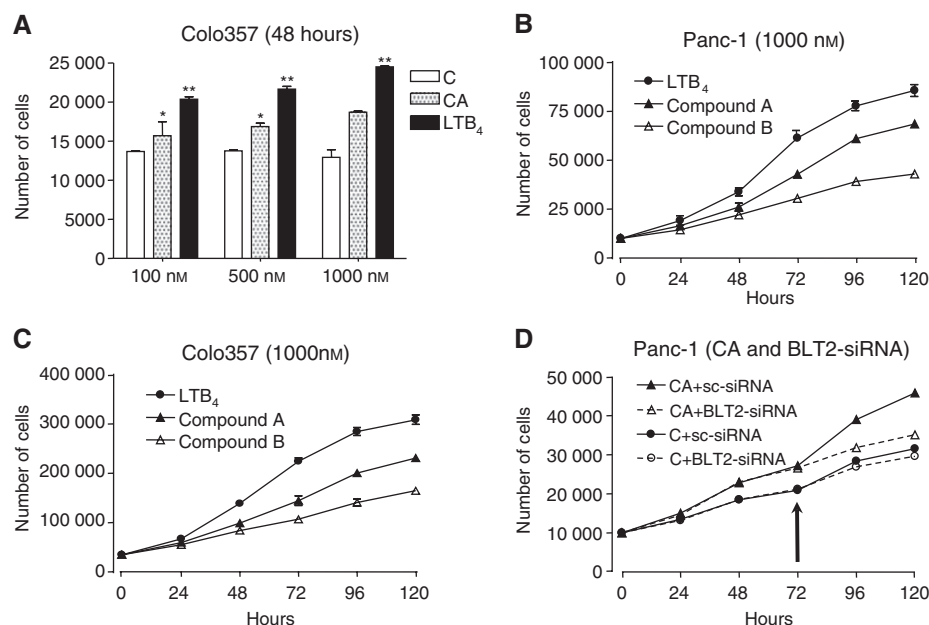 A
Colo357 (48 hours)
Number of cells
25 000
20 000
15 000
10 000
5000
0
* ** * ** **
C
CA
LTB4
100 nM 500 nM 1000 nM
B
Panc-1 (1000 nM)
Number of cells
100 000
75 000
50 000
25 000
0
LTB4
Compound A
Compound B
0 24 48 72 96 120
Hours
C
Colo357 (1000nM)
Number of cells
400 000
300 000
200 000
100 000
0
LTB4
Compound A
Compound B
0 24 48 72 96 120
Hours
D
Panc-1 (CA and BLT2-siRNA)
Number of cells
50 000
40 000
30 000
20 000
10 000
0
CA+sc-siRNA
CA+BLT2-siRNA
C+sc-siRNA
C+BLT2-siRNA
0 24 48 72 96 120
Hours